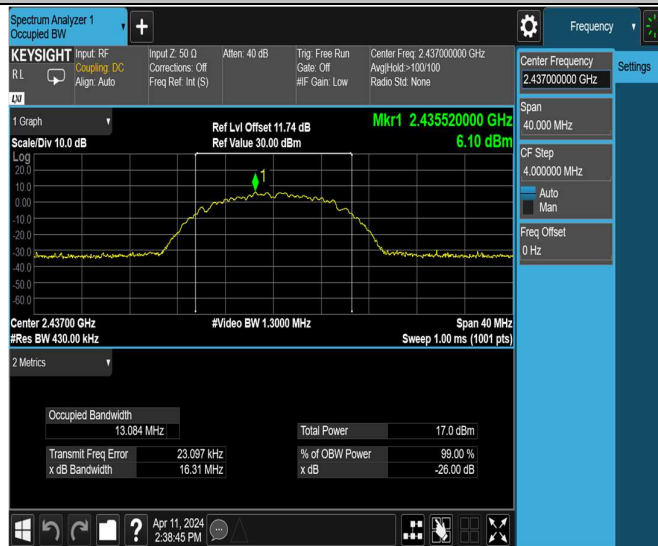 Spectrum Analyzer 1
Occupied BW
Frequency
KEYSIGHT
Input: RF
Coupling: DC
Align: Auto
Input Z: 50 Ω
Corrections: Off
Freq Ref: Int (S)
Atten: 40 dB
Trig: Free Run
Gate: Off
#IF Gain: Low
Center Freq: 2.437000000 GHz
Avg|Hold:>100/100
Radio Std: None
R L
LXI
Center Frequency
2.437000000 GHz
Settings
Span
40.000 MHz
CF Step
4.000000 MHz
Auto
Man
Freq Offset
0 Hz
1 Graph
Scale/Div 10.0 dB
Ref Lvl Offset 11.74 dB
Ref Value 30.00 dBm
Mkr1 2.435520000 GHz
6.10 dBm
Log
20.0
10.0
0.00
-10.0
-20.0
-30.0
-40.0
-50.0
-60.0
1
Center 2.43700 GHz
#Res BW 430.00 kHz
#Video BW 1.3000 MHz
Span 40 MHz
Sweep 1.00 ms (1001 pts)
2 Metrics
Occupied Bandwidth
13.084 MHz
Total Power 17.0 dBm
Transmit Freq Error 23.097 kHz
% of OBW Power 99.00 %
x dB Bandwidth 16.31 MHz
x dB -26.00 dB
Apr 11, 2024
2:38:45 PM